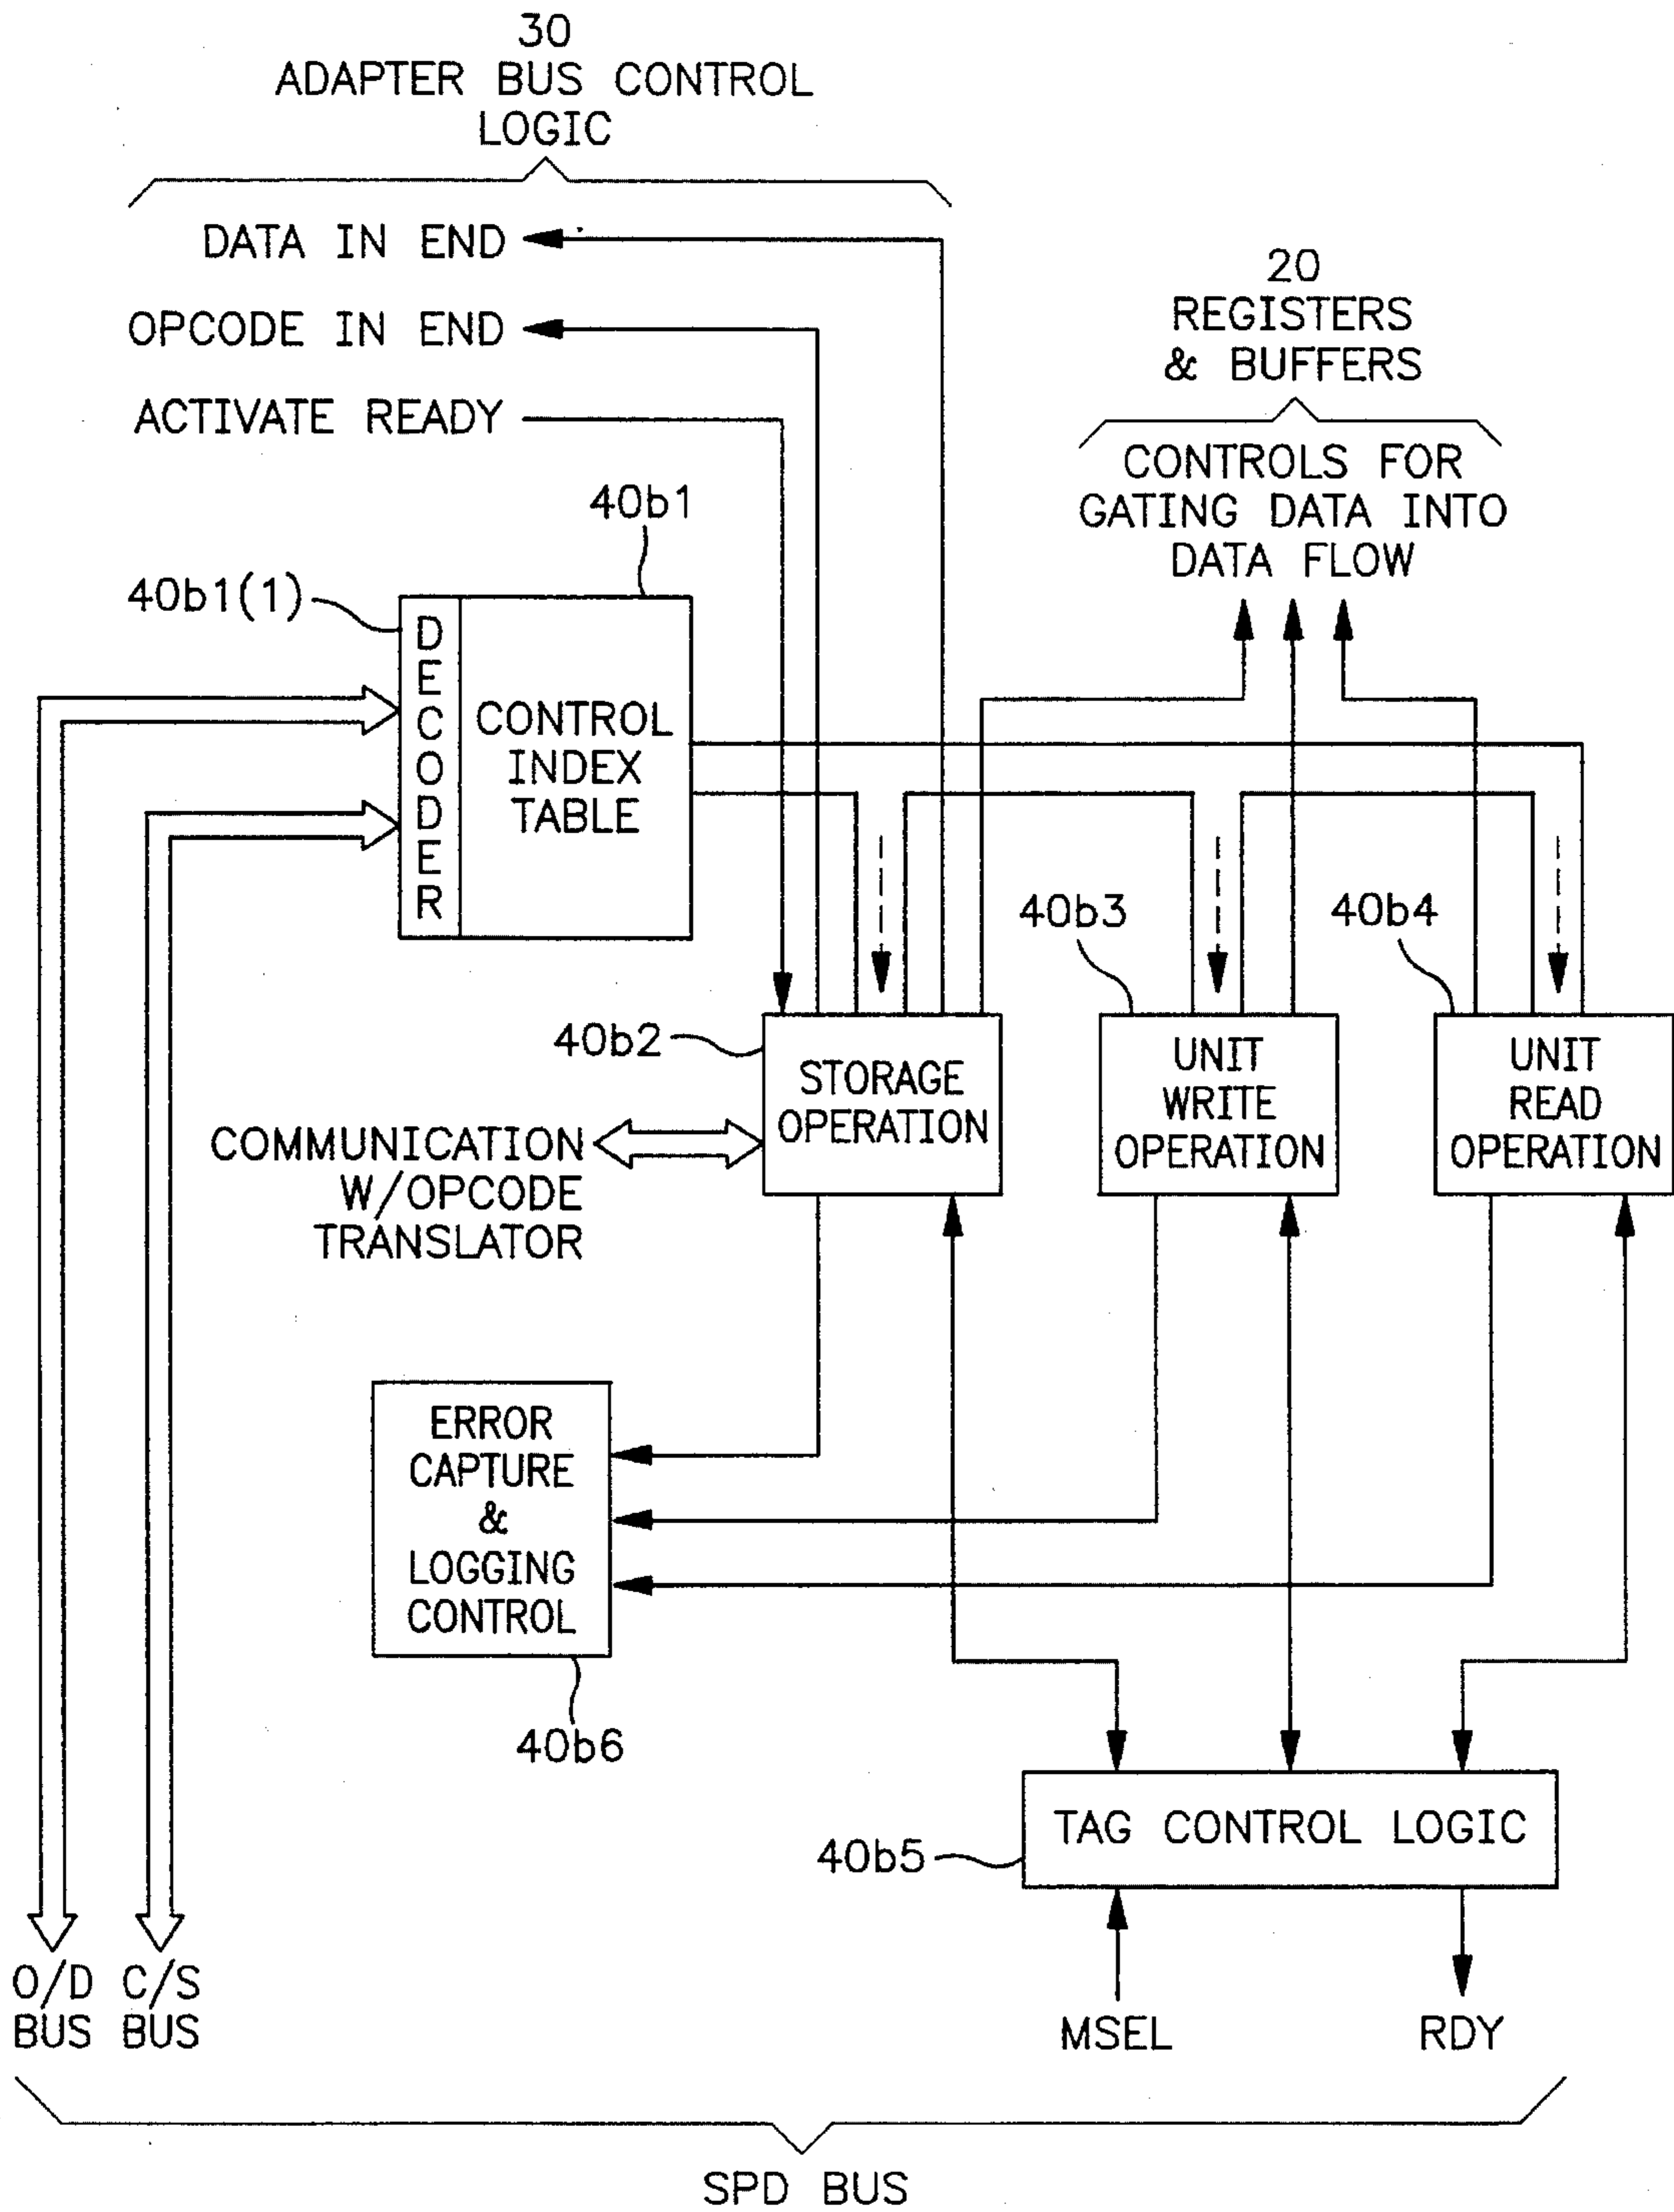 30
ADAPTER BUS CONTROL
LOGIC
DATA IN END
OPCODE IN END
ACTIVATE READY
20
REGISTERS
& BUFFERS
CONTROLS FOR
GATING DATA INTO
DATA FLOW
40b1
40b1(1)
DECODER
CONTROL
INDEX
TABLE
40b2
40b3
40b4
STORAGE
OPERATION
UNIT
WRITE
OPERATION
UNIT
READ
OPERATION
COMMUNICATION
W/OPCODE
TRANSLATOR
ERROR
CAPTURE
&
LOGGING
CONTROL
40b6
TAG CONTROL LOGIC
40b5
O/D BUS
C/S BUS
MSEL
RDY
SPD BUS